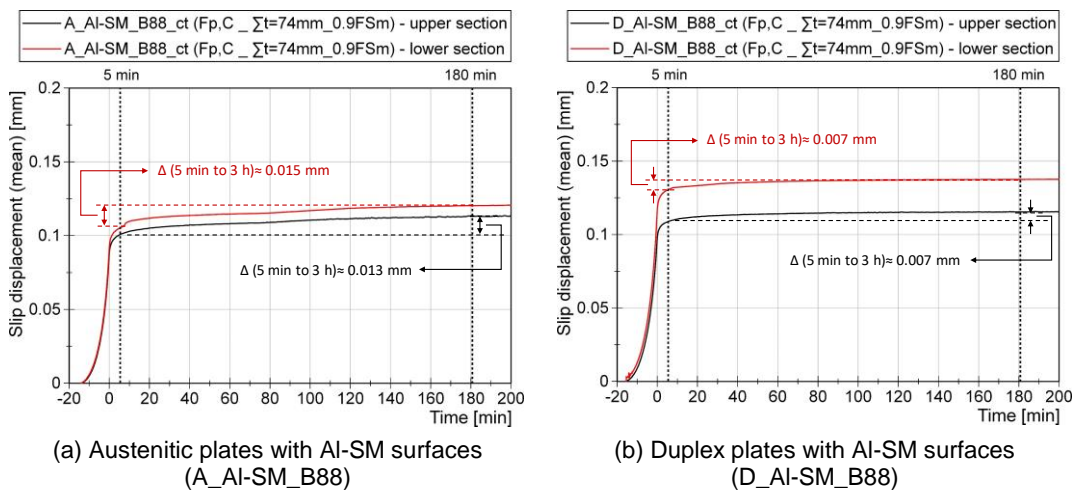 A_Al-SM_B88_ct (Fp,C _ ∑t=74mm_0.9FSm) - upper section
A_Al-SM_B88_ct (Fp,C _ ∑t=74mm_0.9FSm) - lower section
5 min
180 min
0.2
0.15
0.1
0.05
0
Slip displacement (mean) [mm]
Δ (5 min to 3 h)≈ 0.015 mm
Δ (5 min to 3 h)≈ 0.013 mm
-20 0 20 40 60 80 100 120 140 160 180 200
Time [min]
(a) Austenitic plates with Al-SM surfaces
(A_Al-SM_B88)
D_Al-SM_B88_ct (Fp,C _ ∑t=74mm_0.9FSm) - upper section
D_Al-SM_B88_ct (Fp,C _ ∑t=74mm_0.9FSm) - lower section
5 min
180 min
0.2
0.15
0.1
0.05
0
Slip displacement (mean) [mm]
Δ (5 min to 3 h)≈ 0.007 mm
Δ (5 min to 3 h)≈ 0.007 mm
-20 0 20 40 60 80 100 120 140 160 180 200
Time [min]
(b) Duplex plates with Al-SM surfaces
(D_Al-SM_B88)